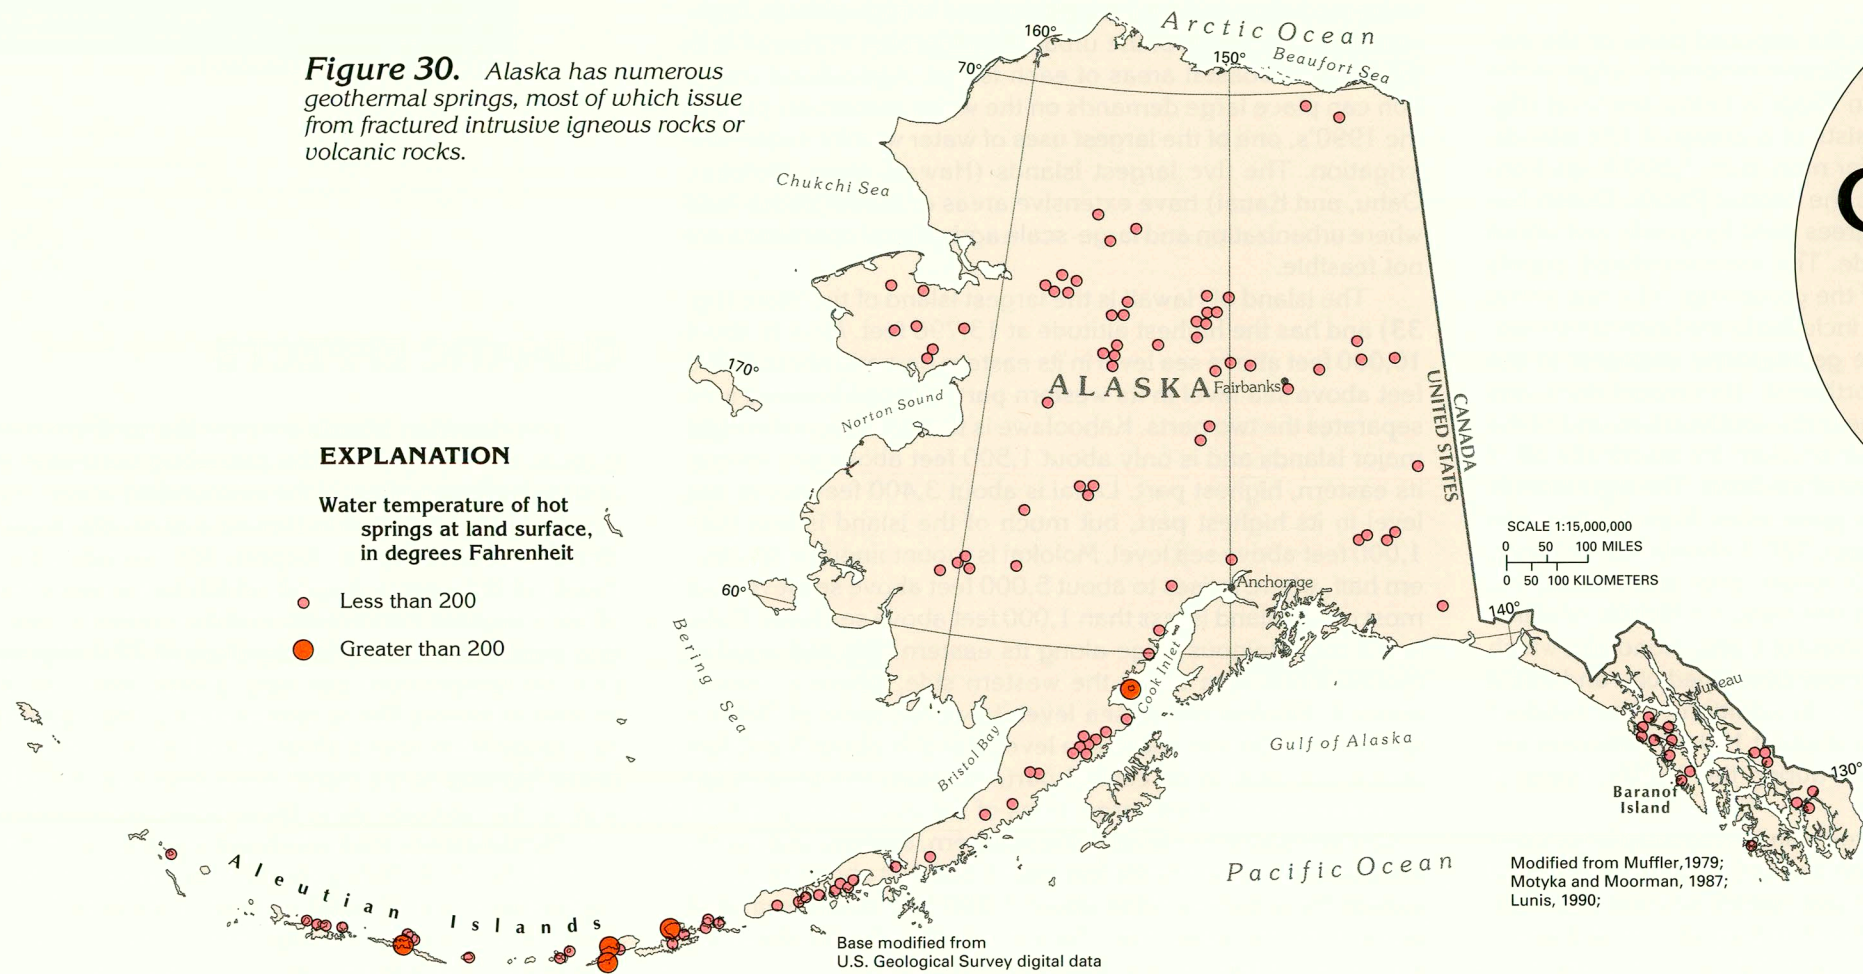 Figure 30. Alaska has numerous
geothermal springs, most of which issue
from fractured intrusive igneous rocks or
volcanic rocks.
Arctic Ocean
Beaufort Sea
160°
150°
70°
Chukchi Sea
170°
ALASKA
Fairbanks
Norton Sound
CANADA
UNITED STATES
EXPLANATION
Water temperature of hot
springs at land surface,
in degrees Fahrenheit
Less than 200
Greater than 200
SCALE 1:15,000,000
0 50 100 MILES
0 50 100 KILOMETERS
60°
Anchorage
140°
Bering Sea
Cook Inlet
Juneau
Bristol Bay
Gulf of Alaska
130°
Baranof
Island
Aleutian Islands
Pacific Ocean
Modified from Muffler,1979;
Motyka and Moorman, 1987;
Lunis, 1990;
Base modified from
U.S. Geological Survey digital data